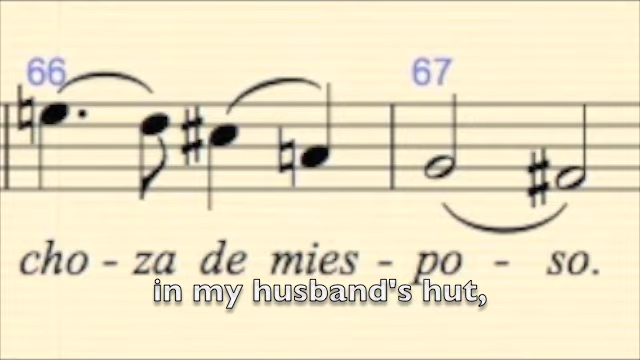 66 67
cho - za de mies - po - so.
in my husband's hut,